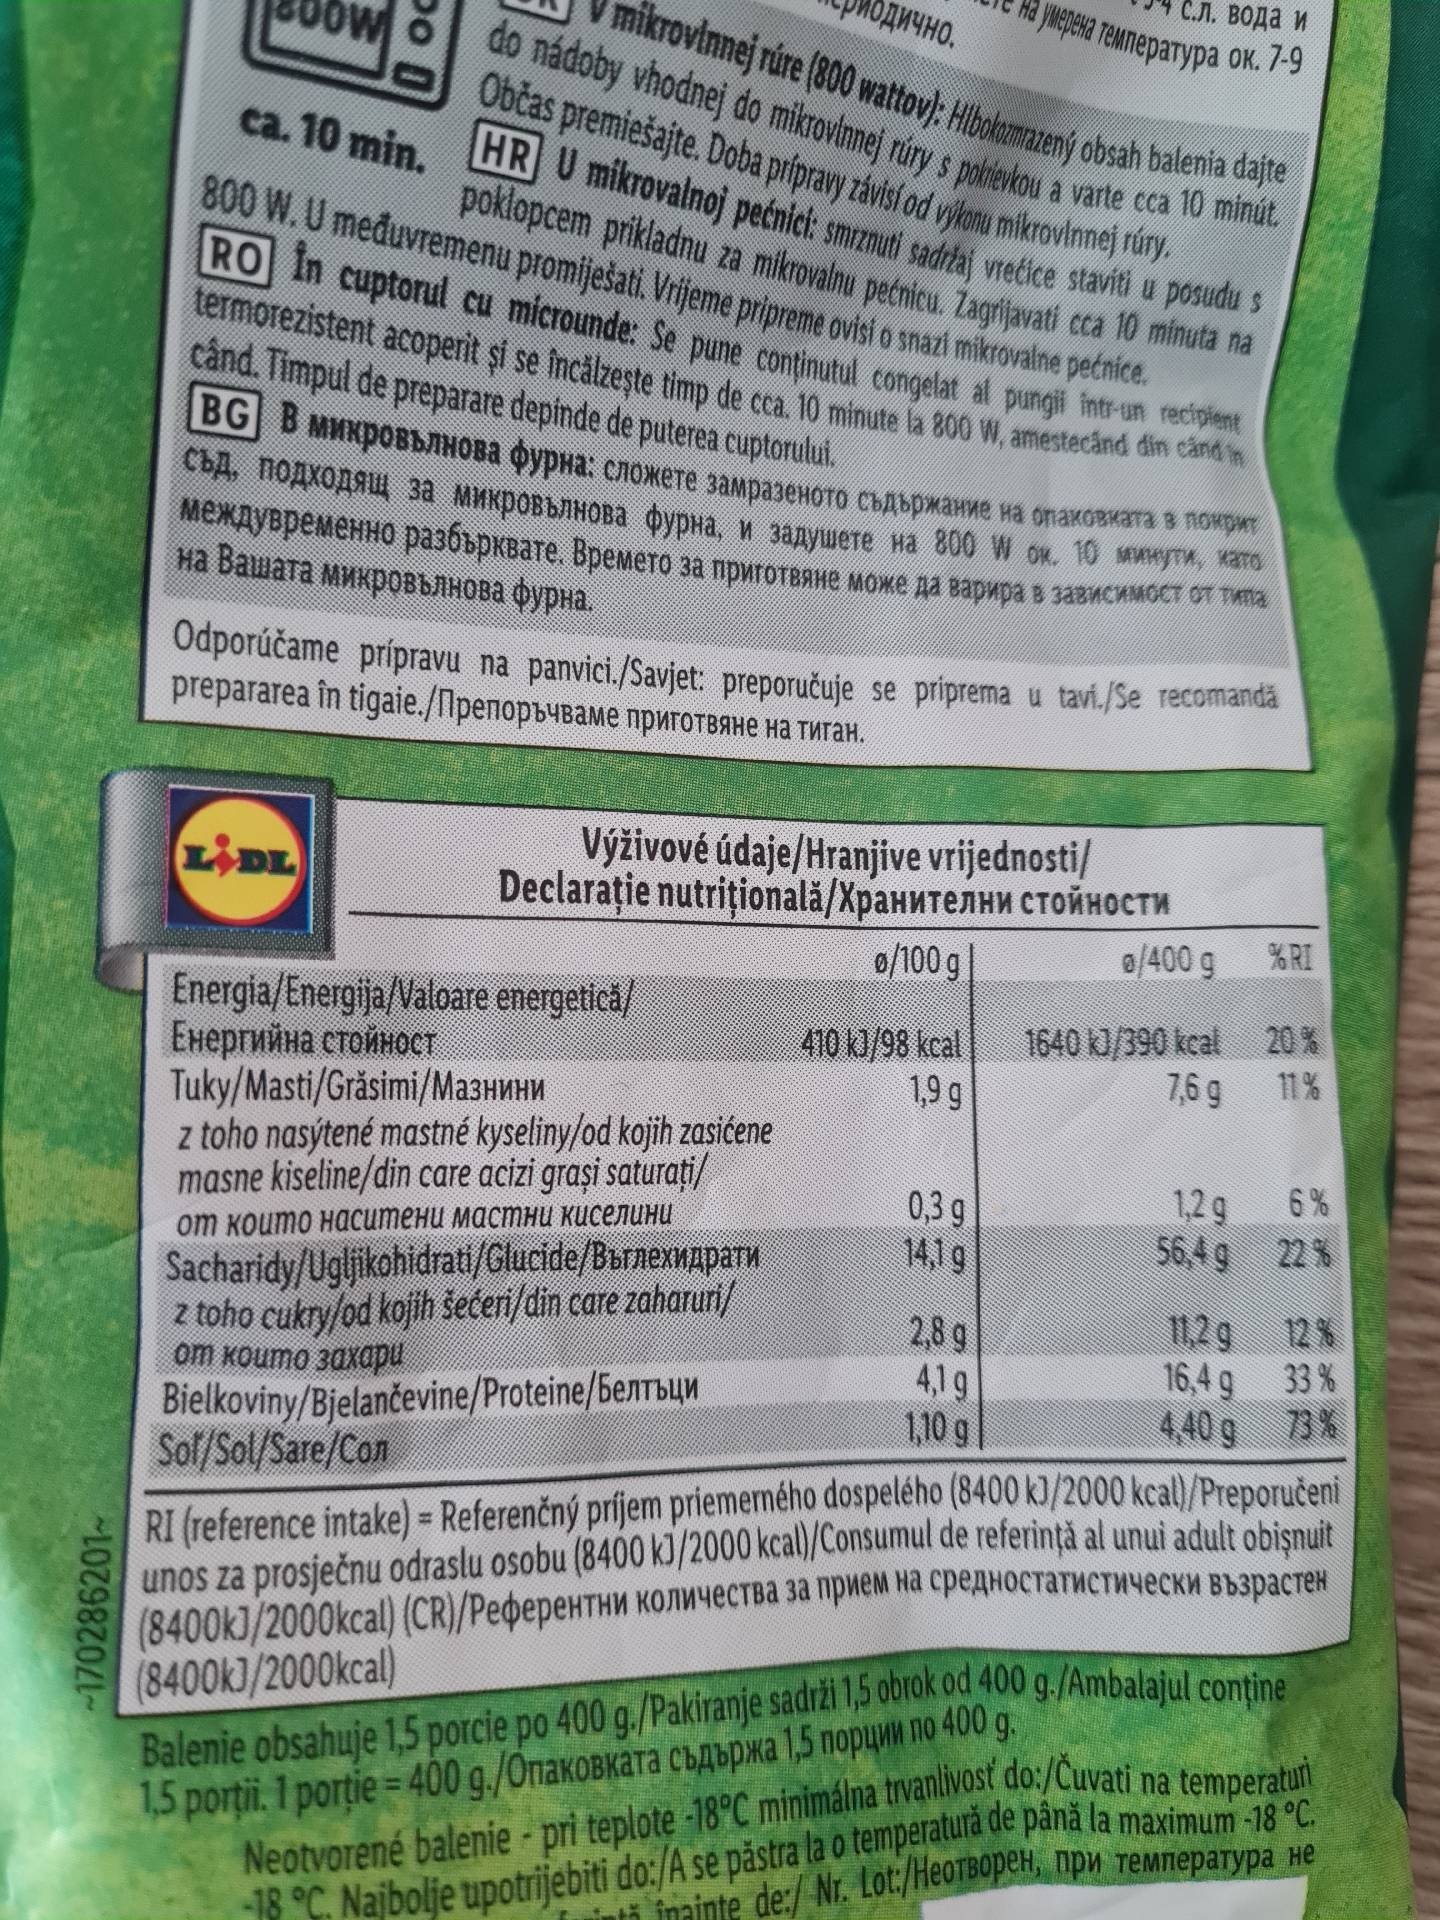 с.л. вода и
на умерена температура ок. 7-9
800W
ca. 10 min.
V mikrovlnnej rúre (800 wattov): Hlbokozmrazený obsah balenia dajte
do nádoby vhodnej do mikrovlnnej rúry s pokrievkou a varte cca 10 minút.
Občas premiešajte. Doba prípravy závisí od výkonu mikrovlnnej rúry.
HR U mikrovalnoj pećnici: smrznuti sadržaj vrećice staviti u posudu s
poklopcem prikladnu za mikrovalnu pećnicu. Zagrijavati cca 10 minuta na
800 W. U međuvremenu promiješati. Vrijeme pripreme ovisi o snazi mikrovalne pećnice.
RO În cuptorul cu microunde: Se pune conținutul congelat al pungii într-un recipient
termorezistent acoperit și se încălzește timp de cca. 10 minute la 800 W, amestecând din când în
când. Timpul de preparare depinde de puterea cuptorului.
BG В микровълнова фурна: сложете замразеното съдържание на опаковката в покрит
съд, подходящ за микровълнова фурна, и задушете на 800 W ок. 10 минути, като
междувременно разбърквате. Времето за приготвяне може да варира в зависимост от типа
на Вашата микровълнова фурна.
Odporúčame prípravu na panvici./Savjet: preporučuje se priprema u tavi./Se recomandă
prepararea în tigaie./Препоръчваме приготвяне на тиган.
LIDL
Výživové údaje/Hranjive vrijednosti/
Declarație nutrițională/Хранителни стойности
ø/100 g ø/400 g % RI
Energia/Energija/Valoare energetică/
Енергийна стойност 410 kJ/98 kcal 1640 kJ/390 kcal 20 %
Tuky/Masti/Grăsimi/Мазнини 1,9 g 7,6 g 11 %
z toho nasýtené mastné kyseliny/od kojih zasićene
masne kiseline/din care acizi grași saturați/
от които наситени мастни киселини 0,3 g 1,2 g 6 %
Sacharidy/Ugljikohidrati/Glucide/Въглехидрати 14,1 g 56,4 g 22 %
z toho cukry/od kojih šećeri/din care zaharuri/
от които захари 2,8 g 11,2 g 12 %
Bielkoviny/Bjelančevine/Proteine/Белтъци 4,1 g 16,4 g 33 %
Soľ/Sol/Sare/Сол 1,10 g 4,40 g 73 %
RI (reference intake) = Referenčný príjem priemerného dospelého (8400 kJ/2000 kcal)/Preporučeni
unos za prosječnu odraslu osobu (8400 kJ/2000 kcal)/Consumul de referință al unui adult obișnuit
(8400kJ/2000kcal) (CR)/Референтни количества за прием на средностатистически възрастен
(8400kJ/2000kcal)
~170286201~
Balenie obsahuje 1,5 porcie po 400 g./Pakiranje sadrži 1,5 obrok od 400 g./Ambalajul conține
1,5 porții. 1 porție = 400 g./Опаковката съдържа 1,5 порции по 400 g.
Neotvorené balenie - pri teplote -18°C minimálna trvanlivosť do:/Čuvati na temperaturi
-18 °C. Najbolje upotrijebiti do:/A se păstra la o temperatură de până la maximum -18 °C.
înainte de:/ Nr. Lot:/Неотворен, при температура не